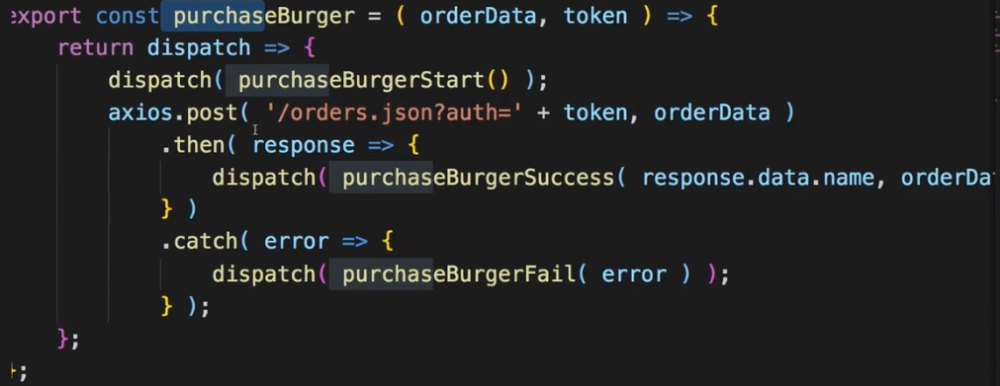 export const purchaseBurger = ( orderData, token ) => {
return dispatch => {
dispatch( purchaseBurgerStart() );
axios.post( '/orders.json?auth=' + token, orderData )
.then( response => {
dispatch( purchaseBurgerSuccess( response.data.name, orderDa
} )
.catch( error => {
dispatch( purchaseBurgerFail( error ) );
} );
};
};